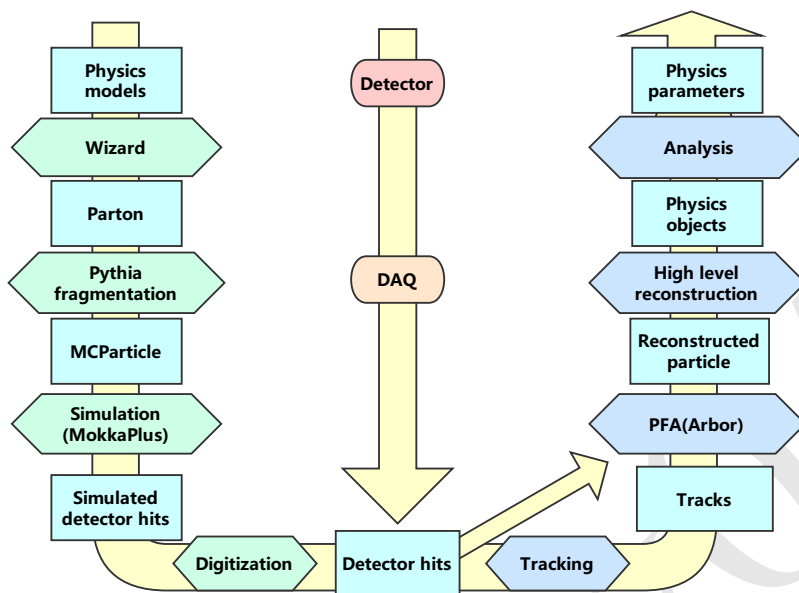 Physics
models
Wizard
Parton
Pythia
fragmentation
MCParticle
Simulation
(MokkaPlus)
Simulated
detector hits
Digitization
Detector
DAQ
Detector hits
Tracking
Tracks
PFA(Arbor)
Reconstructed
particle
High level
reconstruction
Physics
objects
Analysis
Physics
parameters